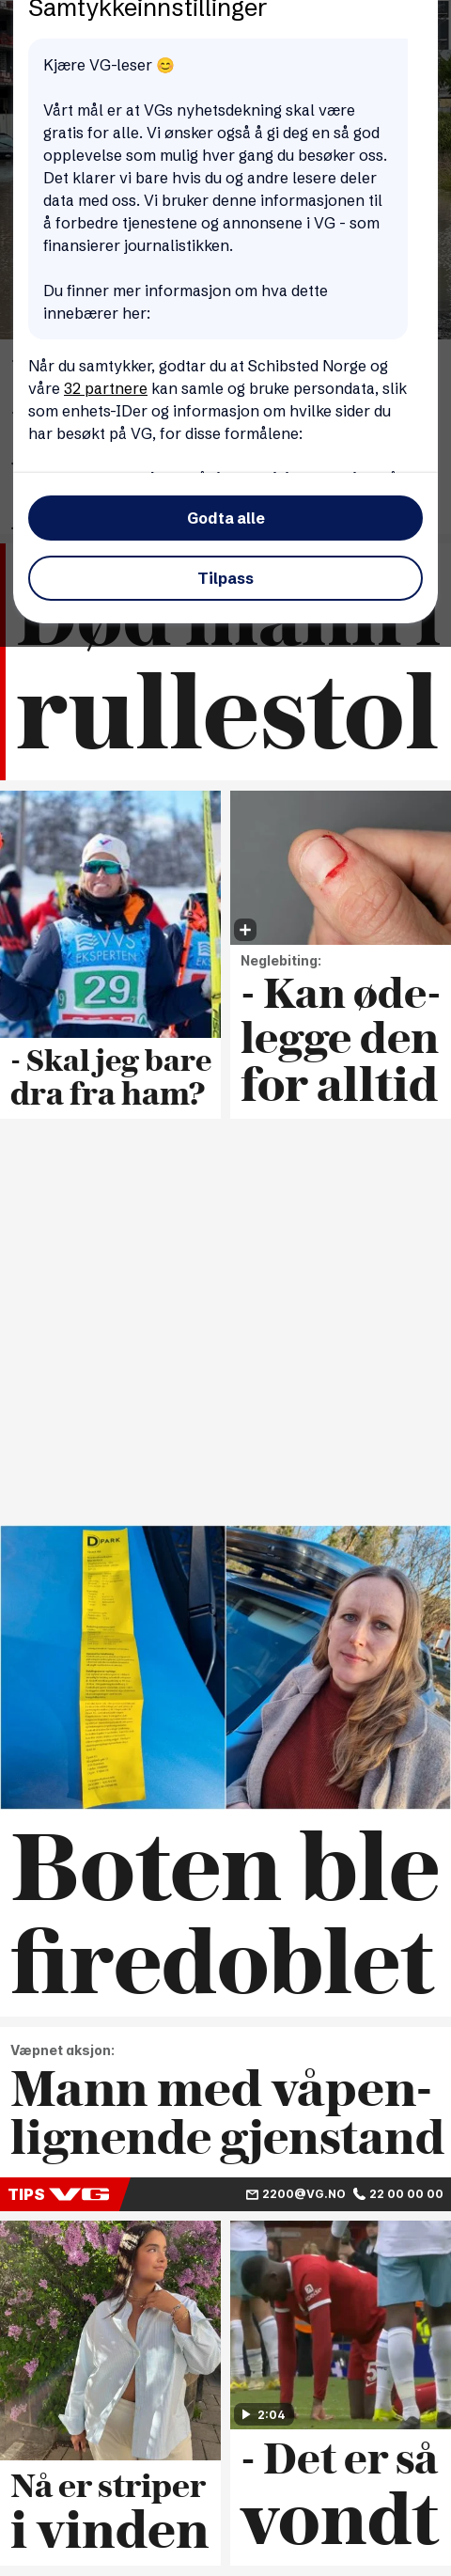 Samtykkeinnstillinger
Kjære VG-leser 😊
Vårt mål er at VGs nyhetsdekning skal være
gratis for alle. Vi ønsker også å gi deg en så god
opplevelse som mulig hver gang du besøker oss.
Det klarer vi bare hvis du og andre lesere deler
data med oss. Vi bruker denne informasjonen til
å forbedre tjenestene og annonsene i VG - som
finansierer journalistikken.
Du finner mer informasjon om hva dette
innebærer her:
Når du samtykker, godtar du at Schibsted Norge og
våre 32 partnere kan samle og bruke persondata, slik
som enhets-IDer og informasjon om hvilke sider du
har besøkt på VG, for disse formålene:
Godta alle
Tilpass
Død mann i
rullestol
VVS
EKSPERTEN
29
- Skal jeg bare
dra fra ham?
Neglebiting:
- Kan øde-
legge den
for alltid
DPARK
Boten ble
firedoblet
Væpnet aksjon:
Mann med våpen-
lignende gjenstand
TIPS VG
2200@VG.NO 22 00 00 00
Nå er striper
i vinden
5
2:04
- Det er så
vondt